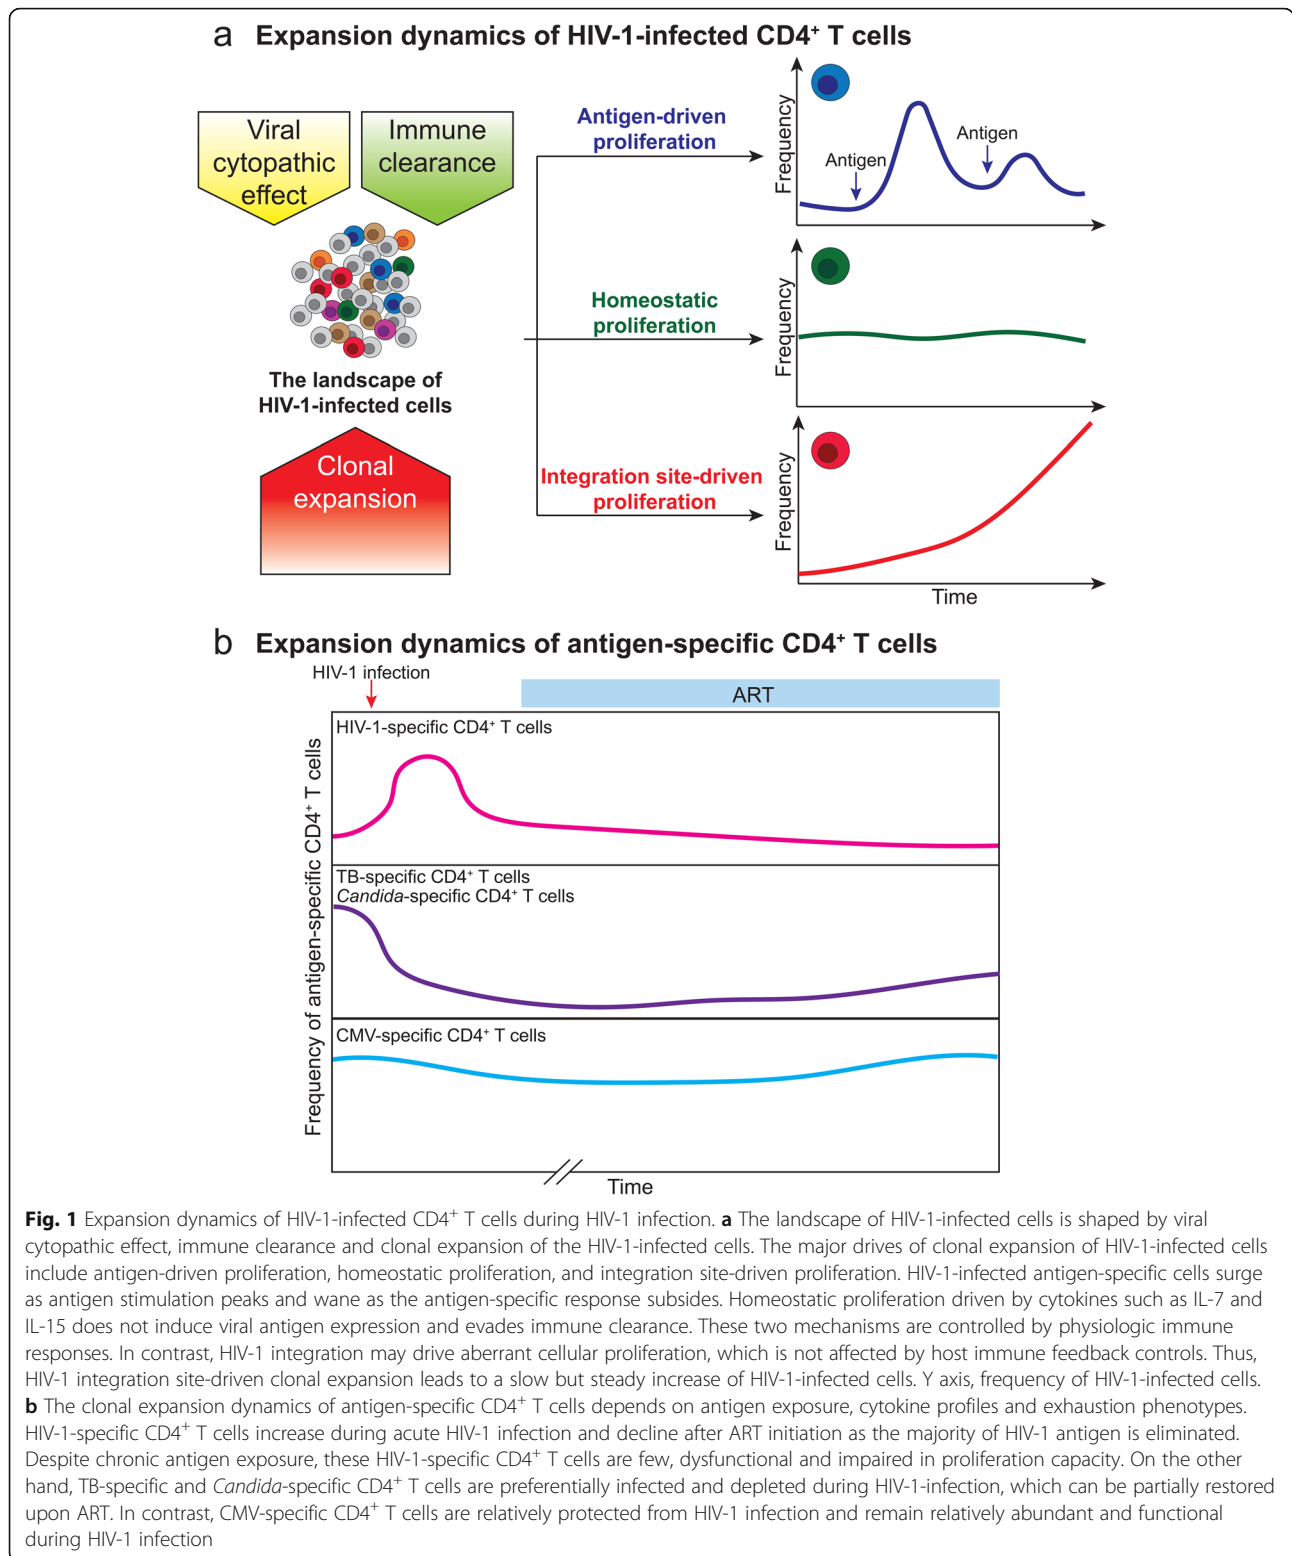 a Expansion dynamics of HIV-1-infected CD4⁺ T cells
Viral
cytopathic
effect
Immune
clearance
The landscape of
HIV-1-infected cells
Clonal
expansion
Antigen-driven
proliferation
Frequency
Antigen
Antigen
Homeostatic
proliferation
Frequency
Integration site-driven
proliferation
Frequency
Time
b Expansion dynamics of antigen-specific CD4⁺ T cells
HIV-1 infection
ART
Frequency of antigen-specific CD4⁺ T cells
HIV-1-specific CD4⁺ T cells
TB-specific CD4⁺ T cells
Candida-specific CD4⁺ T cells
CMV-specific CD4⁺ T cells
Time
Fig. 1 Expansion dynamics of HIV-1-infected CD4⁺ T cells during HIV-1 infection. a The landscape of HIV-1-infected cells is shaped by viral
cytopathic effect, immune clearance and clonal expansion of the HIV-1-infected cells. The major drives of clonal expansion of HIV-1-infected cells
include antigen-driven proliferation, homeostatic proliferation, and integration site-driven proliferation. HIV-1-infected antigen-specific cells surge
as antigen stimulation peaks and wane as the antigen-specific response subsides. Homeostatic proliferation driven by cytokines such as IL-7 and
IL-15 does not induce viral antigen expression and evades immune clearance. These two mechanisms are controlled by physiologic immune
responses. In contrast, HIV-1 integration may drive aberrant cellular proliferation, which is not affected by host immune feedback controls. Thus,
HIV-1 integration site-driven clonal expansion leads to a slow but steady increase of HIV-1-infected cells. Y axis, frequency of HIV-1-infected cells.
b The clonal expansion dynamics of antigen-specific CD4⁺ T cells depends on antigen exposure, cytokine profiles and exhaustion phenotypes.
HIV-1-specific CD4⁺ T cells increase during acute HIV-1 infection and decline after ART initiation as the majority of HIV-1 antigen is eliminated.
Despite chronic antigen exposure, these HIV-1-specific CD4⁺ T cells are few, dysfunctional and impaired in proliferation capacity. On the other
hand, TB-specific and Candida-specific CD4⁺ T cells are preferentially infected and depleted during HIV-1-infection, which can be partially restored
upon ART. In contrast, CMV-specific CD4⁺ T cells are relatively protected from HIV-1 infection and remain relatively abundant and functional
during HIV-1 infection